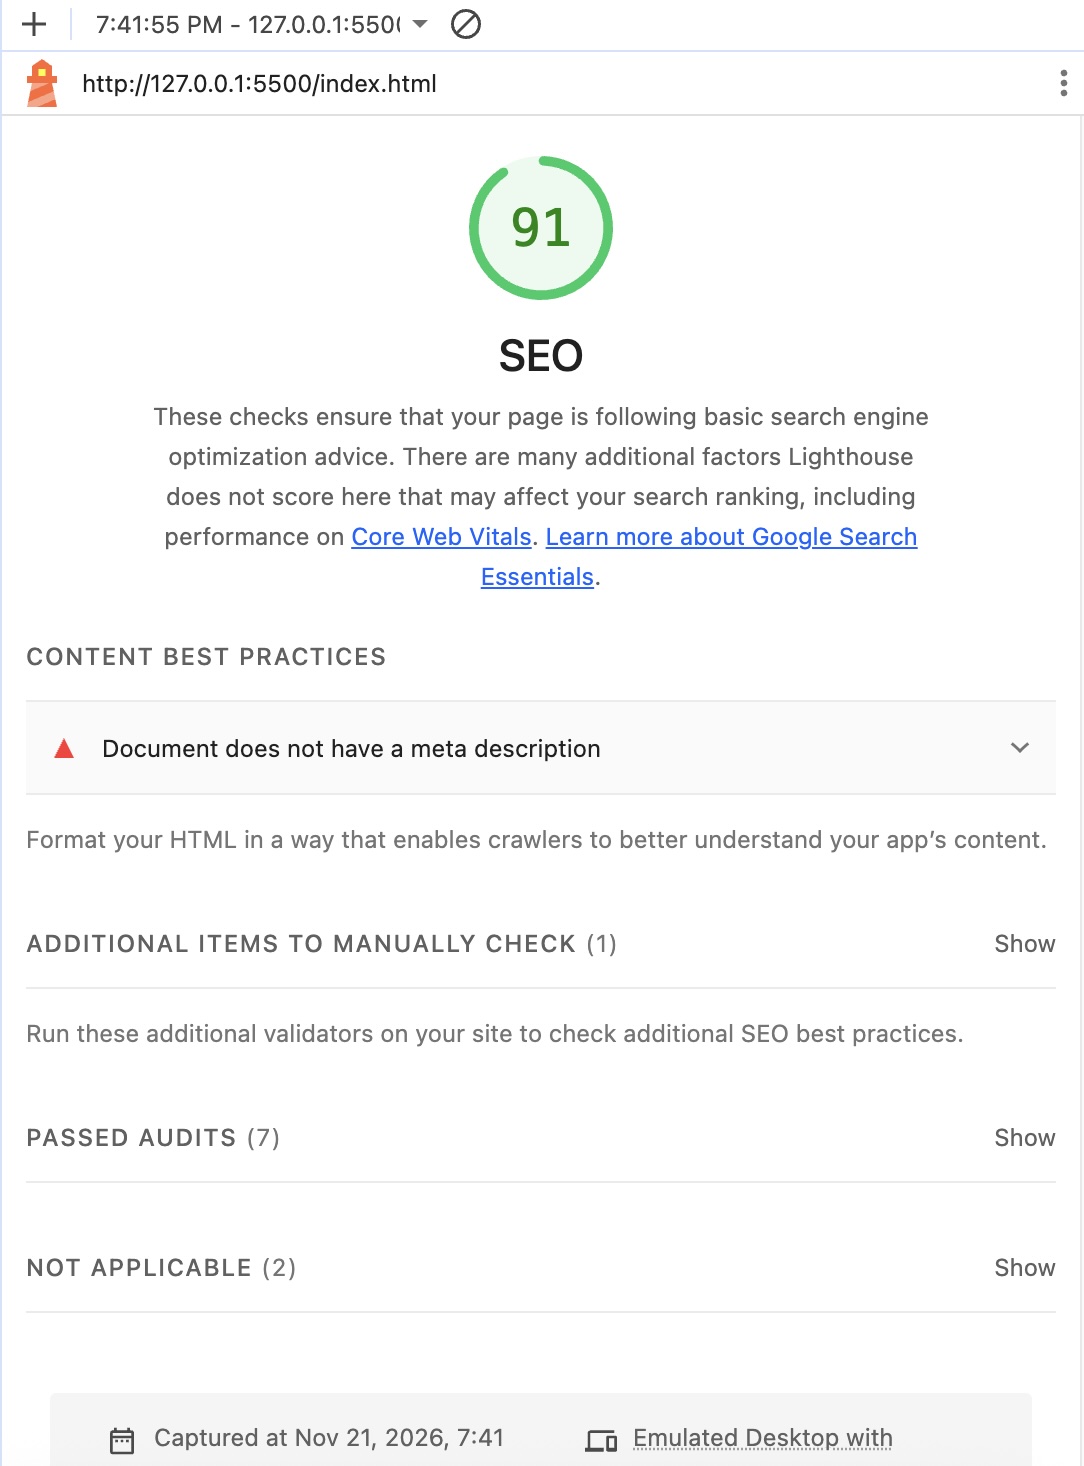 7:41:55 PM - 127.0.0.1:550
http://127.0.0.1:5500/index.html
91
SEO
These checks ensure that your page is following basic search engine
optimization advice. There are many additional factors Lighthouse
does not score here that may affect your search ranking, including
performance on Core Web Vitals. Learn more about Google Search
Essentials.
CONTENT BEST PRACTICES
Document does not have a meta description
Format your HTML in a way that enables crawlers to better understand your app’s content.
ADDITIONAL ITEMS TO MANUALLY CHECK (1) Show
Run these additional validators on your site to check additional SEO best practices.
PASSED AUDITS (7) Show
NOT APPLICABLE (2) Show
Captured at Nov 21, 2026, 7:41
Emulated Desktop with